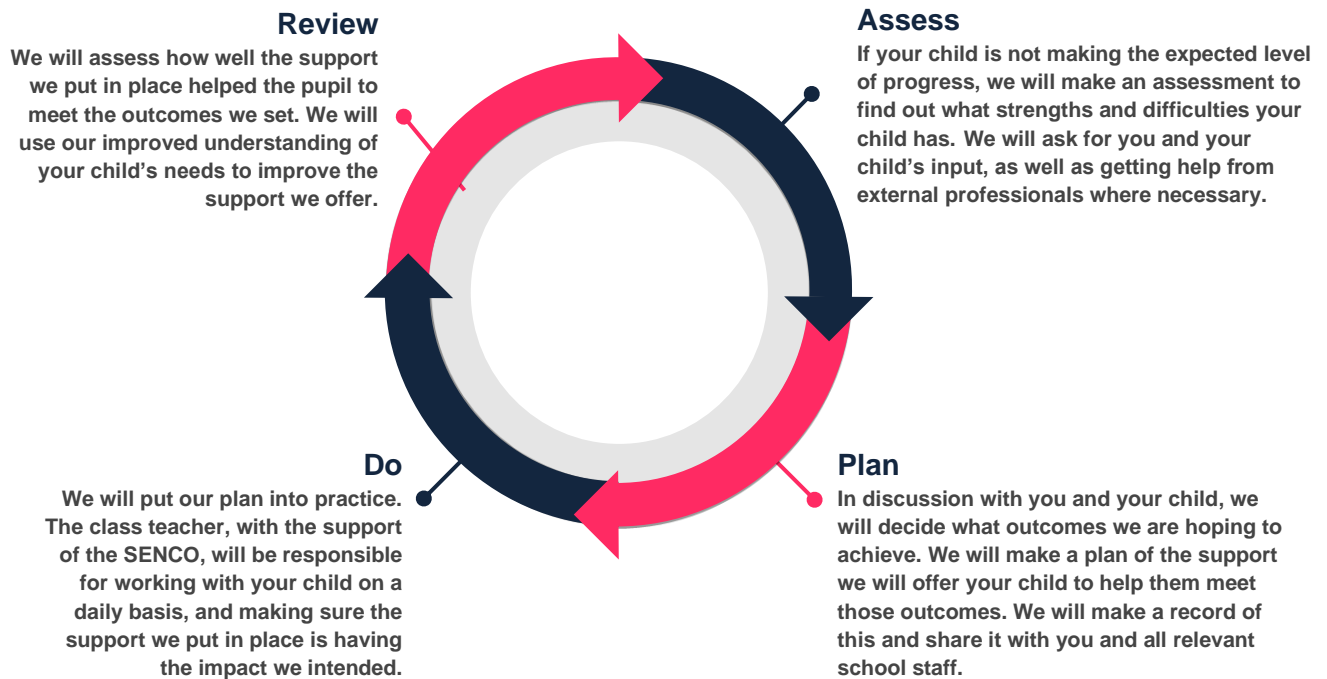 Review
We will assess how well the support
we put in place helped the pupil to
meet the outcomes we set. We will
use our improved understanding of
your child’s needs to improve the
support we offer.
Assess
If your child is not making the expected level
of progress, we will make an assessment to
find out what strengths and difficulties your
child has. We will ask for you and your
child’s input, as well as getting help from
external professionals where necessary.
Do
We will put our plan into practice.
The class teacher, with the support
of the SENCO, will be responsible
for working with your child on a
daily basis, and making sure the
support we put in place is having
the impact we intended.
Plan
In discussion with you and your child, we
will decide what outcomes we are hoping to
achieve. We will make a plan of the support
we will offer your child to help them meet
those outcomes. We will make a record of
this and share it with you and all relevant
school staff.